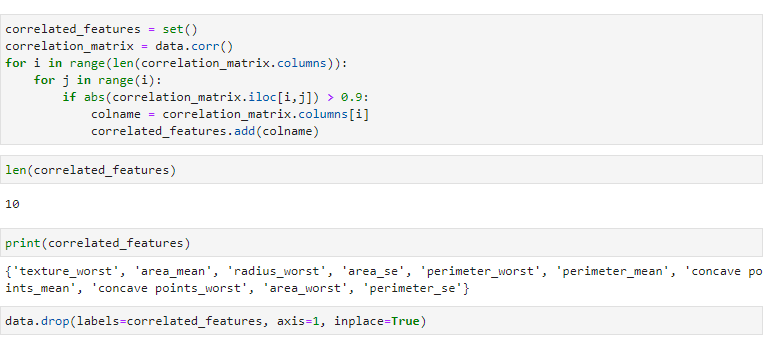 correlated_features = set()
correlation_matrix = data.corr()
for i in range(len(correlation_matrix.columns)):
    for j in range(i):
        if abs(correlation_matrix.iloc[i,j]) > 0.9:
            colname = correlation_matrix.columns[i]
            correlated_features.add(colname)
len(correlated_features)
10
print(correlated_features)
{'texture_worst', 'area_mean', 'radius_worst', 'area_se', 'perimeter_worst', 'perimeter_mean', 'concave po
ints_mean', 'concave points_worst', 'area_worst', 'perimeter_se'}
data.drop(labels=correlated_features, axis=1, inplace=True)